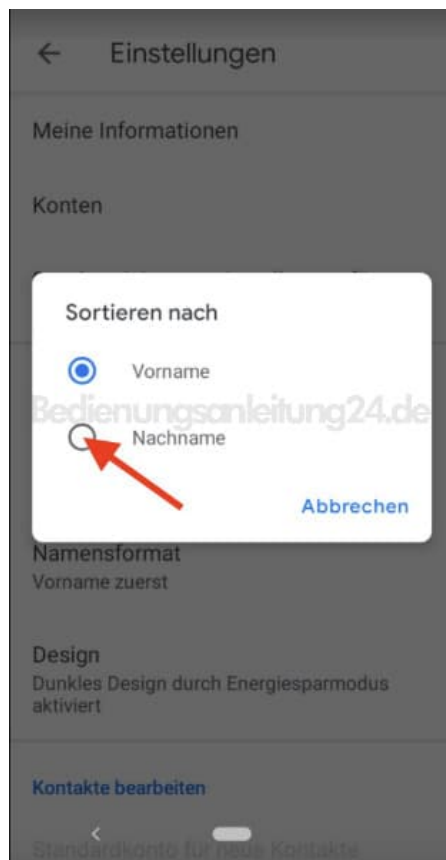 Einstellungen
Meine Informationen
Konten
Sortieren nach
Vorname
Bedienungsanleitung24.de
Nachname
Abbrechen
Namensformat
Vorname zuerst
Design
Dunkles Design durch Energiesparmodus
aktiviert
Kontakte bearbeiten
Standardkonto für neue Kontakte